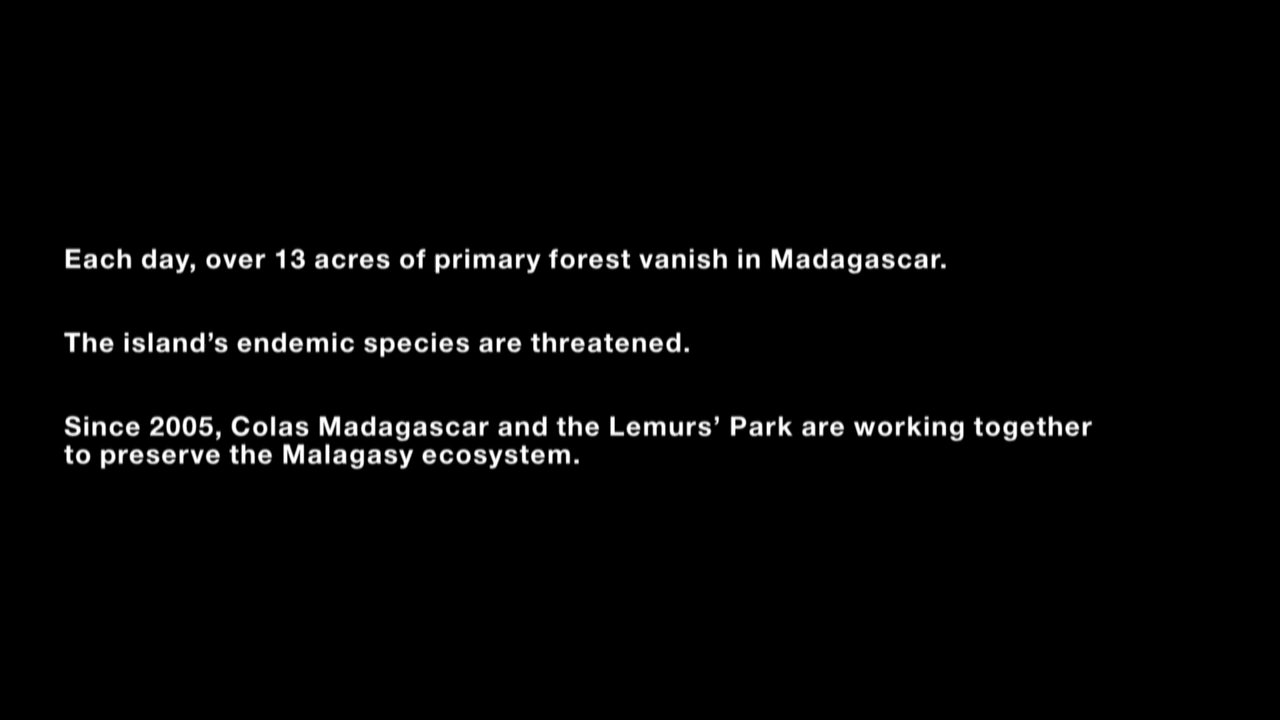 Each day, over 13 acres of primary forest vanish in Madagascar.
The island’s endemic species are threatened.
Since 2005, Colas Madagascar and the Lemurs’ Park are working together
to preserve the Malagasy ecosystem.